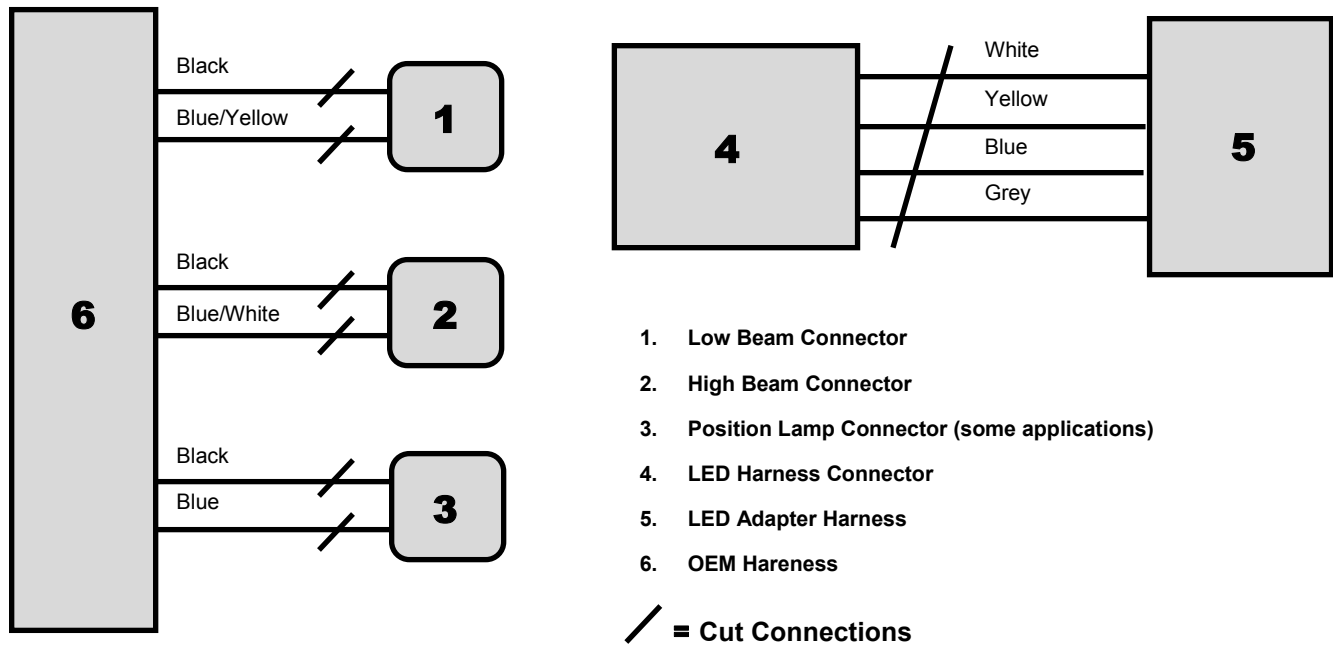 Black
Blue/Yellow
1
Black
Blue/White
2
6
Black
Blue
3
White
Yellow
Blue
Grey
4
5
1. Low Beam Connector
2. High Beam Connector
3. Position Lamp Connector (some applications)
4. LED Harness Connector
5. LED Adapter Harness
6. OEM Hareness
= Cut Connections